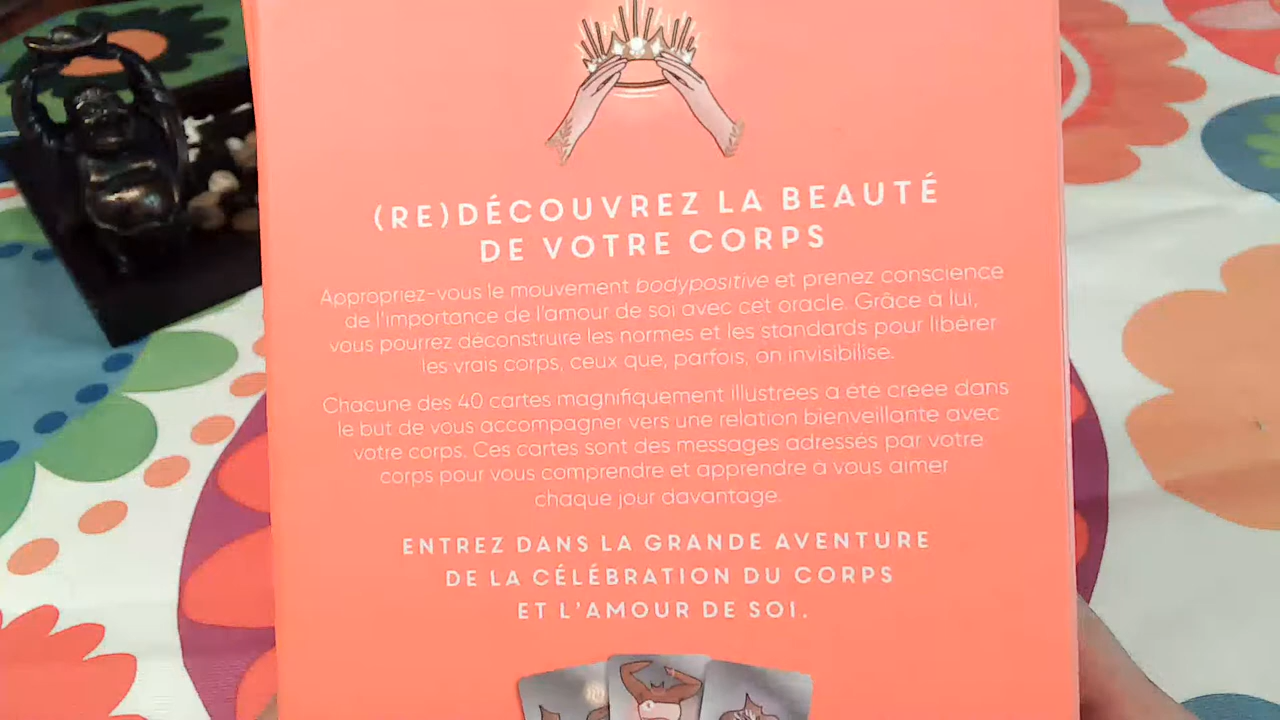 (RE)DÉCOUVREZ LA BEAUTÉ
DE VOTRE CORPS
Appropriez-vous le mouvement bodypositive et prenez conscience
de l'importance de l'amour de soi avec cet oracle. Grâce à lui,
vous pourrez déconstruire les normes et les standards pour libérer
les vrais corps, ceux que, parfois, on invisibilise.
Chacune des 40 cartes magnifiquement illustrées a été créée dans
le but de vous accompagner vers une relation bienveillante avec
votre corps. Ces cartes sont des messages adressés par votre
corps pour vous comprendre et apprendre à vous aimer
chaque jour davantage.
ENTREZ DANS LA GRANDE AVENTURE
DE LA CÉLÉBRATION DU CORPS
ET L'AMOUR DE SOI.